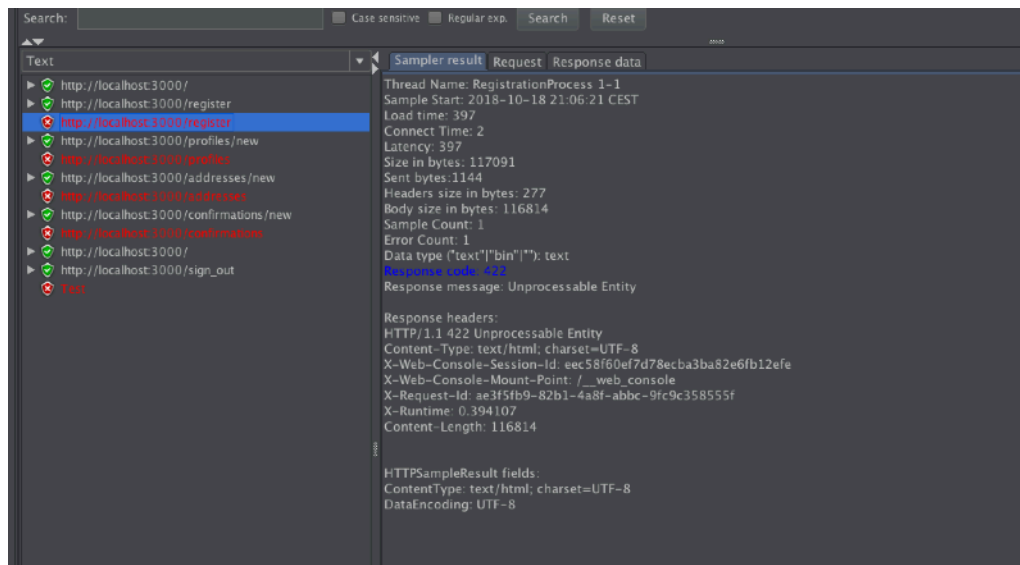 Search:
Case sensitive
Regular exp.
Search
Reset
Text
http://localhost:3000/
http://localhost:3000/register
http://localhost:3000/register
http://localhost:3000/profiles/new
http://localhost:3000/profiles
http://localhost:3000/addresses/new
http://localhost:3000/addresses
http://localhost:3000/confirmations/new
http://localhost:3000/confirmations
http://localhost:3000/
http://localhost:3000/sign_out
Test
Sampler result
Request
Response data
Thread Name: RegistrationProcess 1-1
Sample Start: 2018-10-18 21:06:21 CEST
Load time: 397
Connect Time: 2
Latency: 397
Size in bytes: 117091
Sent bytes:1144
Headers size in bytes: 277
Body size in bytes: 116814
Sample Count: 1
Error Count: 1
Data type ("text"|"bin"|""): text
Response code: 422
Response message: Unprocessable Entity
Response headers:
HTTP/1.1 422 Unprocessable Entity
Content-Type: text/html; charset=UTF-8
X-Web-Console-Session-Id: eec58f60ef7d78ecba3ba82e6fb12efe
X-Web-Console-Mount-Point: /__web_console
X-Request-Id: ae3f5fb9-82b1-4a8f-abbc-9fc9c358555f
X-Runtime: 0.394107
Content-Length: 116814
HTTPSampleResult fields:
ContentType: text/html; charset=UTF-8
DataEncoding: UTF-8